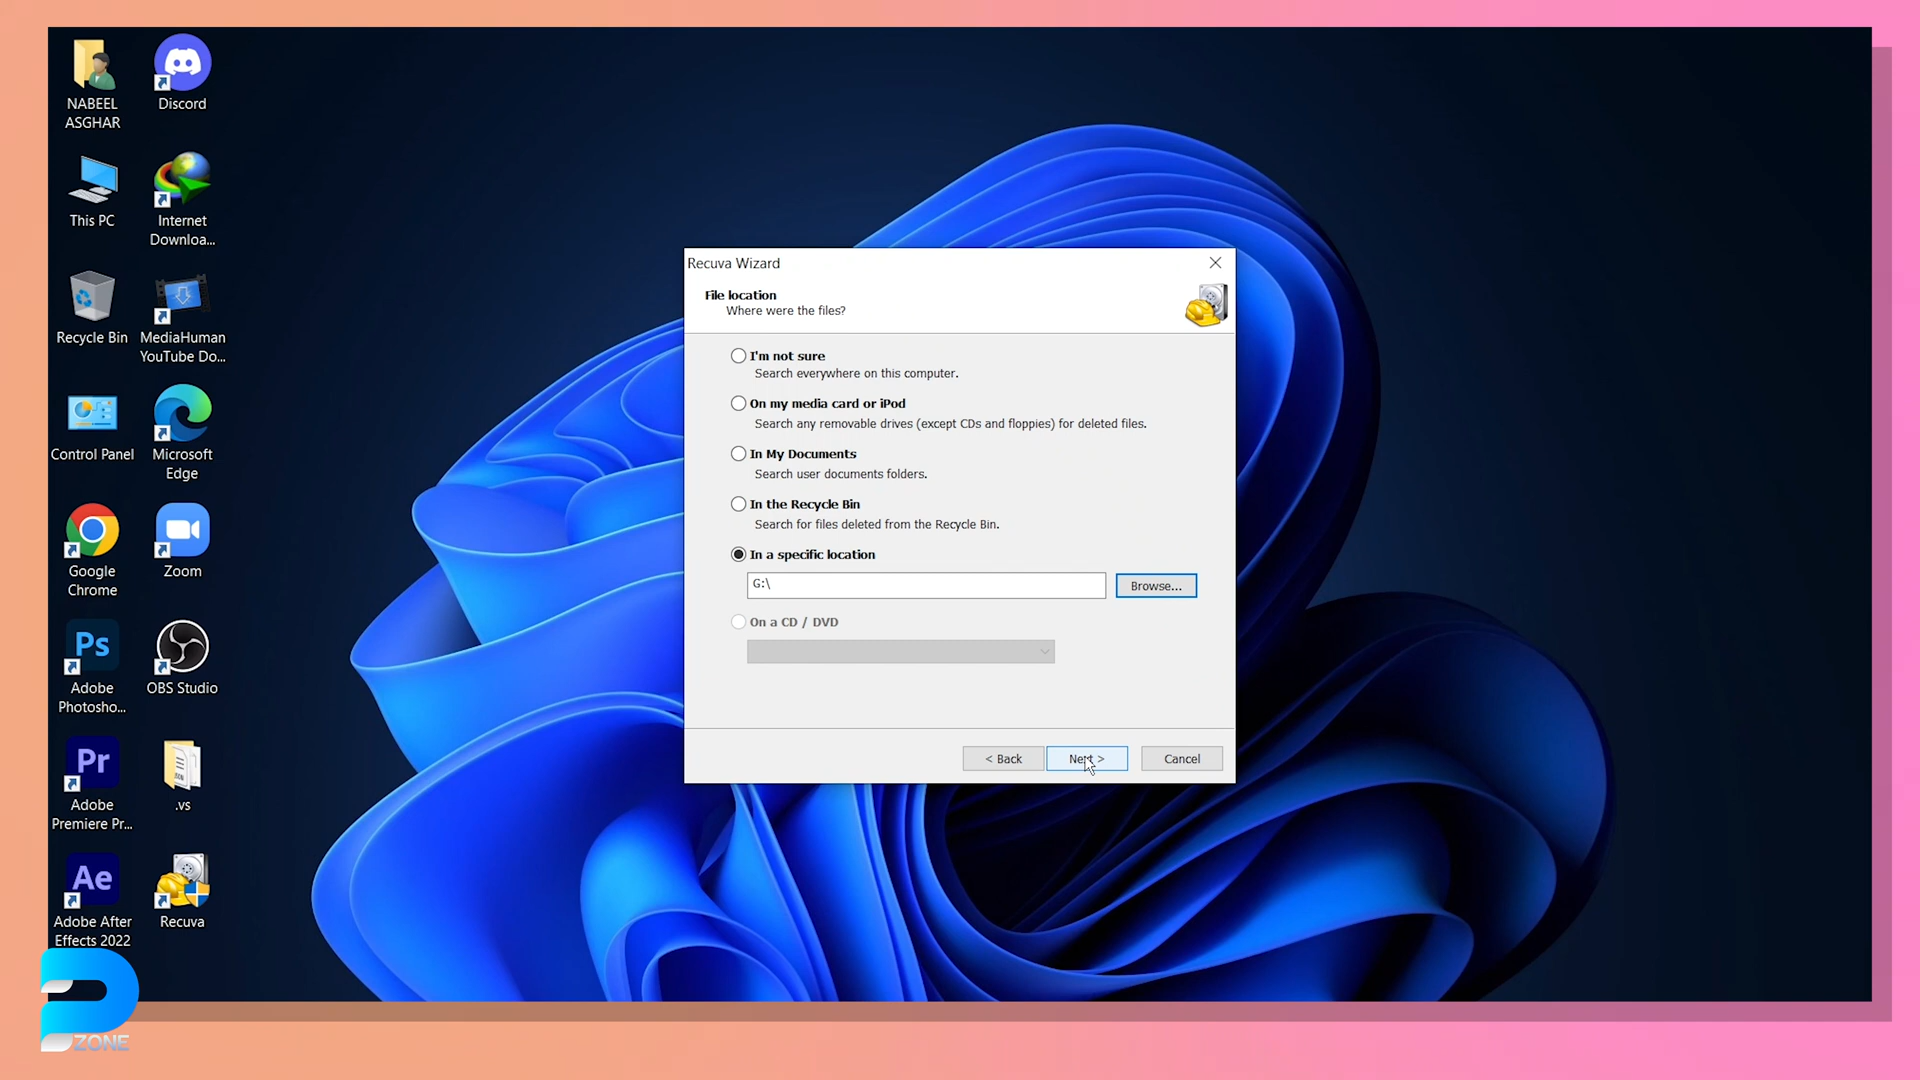 NABEEL
ASGHAR
Discord
This PC
Internet
Downloa...
Recycle Bin
MediaHuman
YouTube Do...
Control Panel
Microsoft
Edge
Google
Chrome
Zoom
Ps
Adobe
Photosho...
OBS Studio
Pr
Adobe
Premiere Pr...
JSON
.vs
Ae
Adobe After
Effects 2022
Recuva
Recuva Wizard
File location
Where were the files?
I'm not sure
Search everywhere on this computer.
On my media card or iPod
Search any removable drives (except CDs and floppies) for deleted files.
In My Documents
Search user documents folders.
In the Recycle Bin
Search for files deleted from the Recycle Bin.
In a specific location
G:\
Browse...
On a CD / DVD
< Back
Next >
Cancel
ZONE